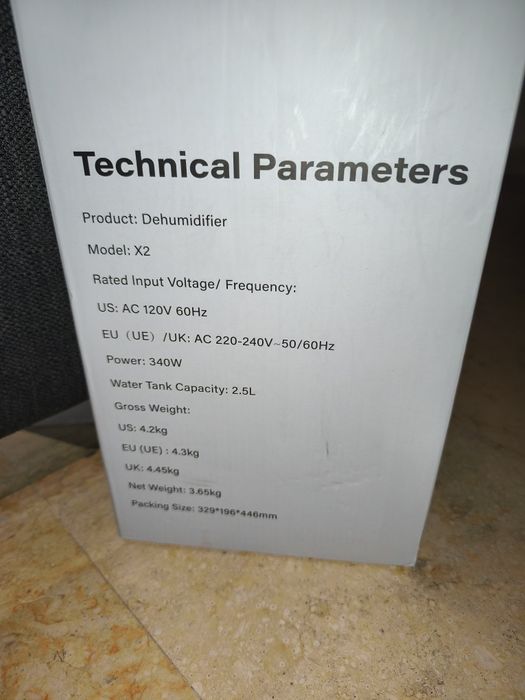 Technical Parameters
Product: Dehumidifier
Model: X2
Rated Input Voltage/ Frequency:
US: AC 120V 60Hz
EU（UE）/UK: AC 220-240V~50/60Hz
Power: 340W
Water Tank Capacity: 2.5L
Gross Weight:
US: 4.2kg
EU (UE) : 4.3kg
UK: 4.45kg
Net Weight: 3.65kg
Packing Size: 329*196*446mm